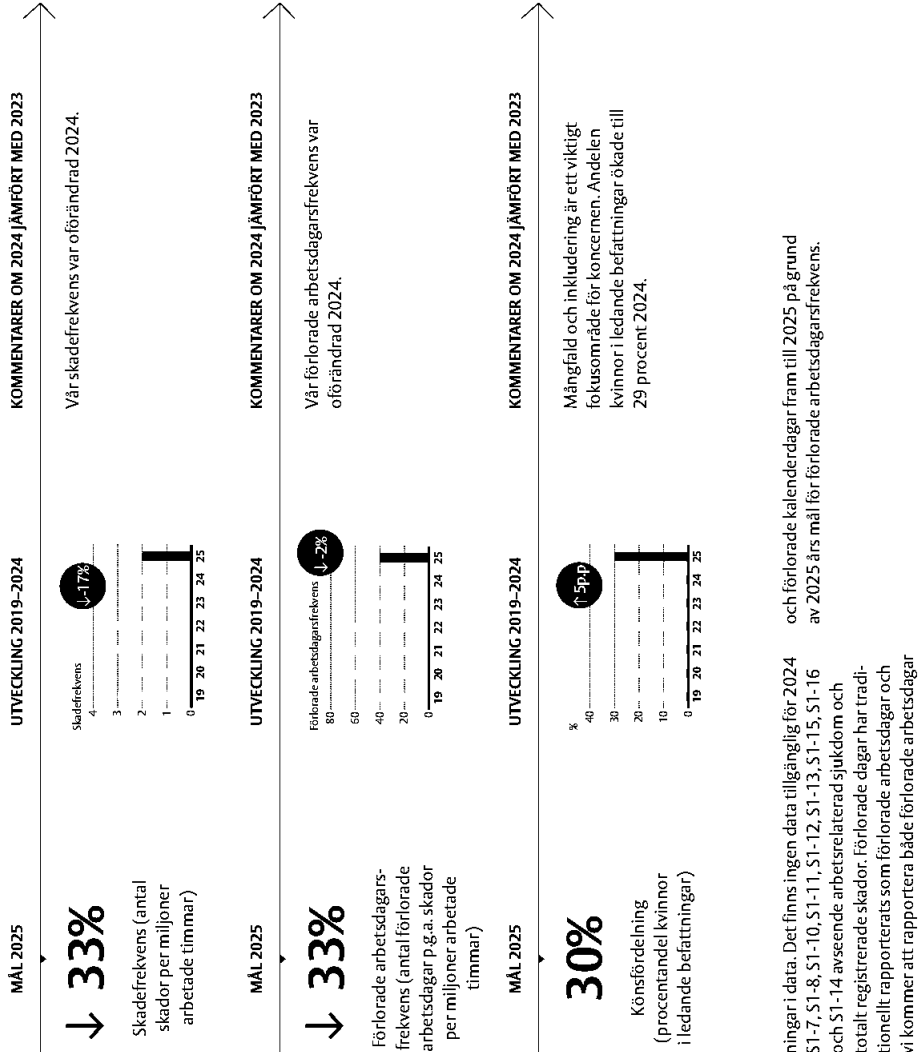 MÅL 2025
↓ 33%
Skadefrekvens (antal
skador per miljoner
arbetade timmar)
UTVECKLING 2019–2024
Skadefrekvens
4
3
2
1
0
19 20 21 22 23 24 25
↓-17%
KOMMENTARER OM 2024 JÄMFÖRT MED 2023
Vår skadefrekvens var oförändrad 2024.
MÅL 2025
↓ 33%
Förlorade arbetsdagars-
frekvens (antal förlorade
arbetsdagar p.g.a. skador
per miljoner arbetade
timmar)
UTVECKLING 2019–2024
Förlorade arbetsdagarsfrekvens
80
60
40
20
0
19 20 21 22 23 24 25
↓ -2%
KOMMENTARER OM 2024 JÄMFÖRT MED 2023
Vår förlorade arbetsdagarsfrekvens var
oförändrad 2024.
MÅL 2025
30%
Könsfördelning
(procentandel kvinnor
i ledande befattningar)
UTVECKLING 2019–2024
%
40
30
20
10
0
19 20 21 22 23 24 25
↑ 5p.p
KOMMENTARER OM 2024 JÄMFÖRT MED 2023
Mångfald och inkludering är ett viktigt
fokusområde för koncernen. Andelen
kvinnor i ledande befattningar ökade till
29 procent 2024.
ningar i data. Det finns ingen data tillgänglig för 2024
S1-7, S1-8, S1-10, S1-11, S1-12, S1-13, S1-15, S1-16
och S1-14 avseende arbetsrelaterad sjukdom och
totalt registrerade skador. Förlorade dagar har tradi-
tionellt rapporterats som förlorade arbetsdagar och
vi kommer att rapportera både förlorade arbetsdagar
och förlorade kalenderdagar fram till 2025 på grund
av 2025 års mål för förlorade arbetsdagarsfrekvens.